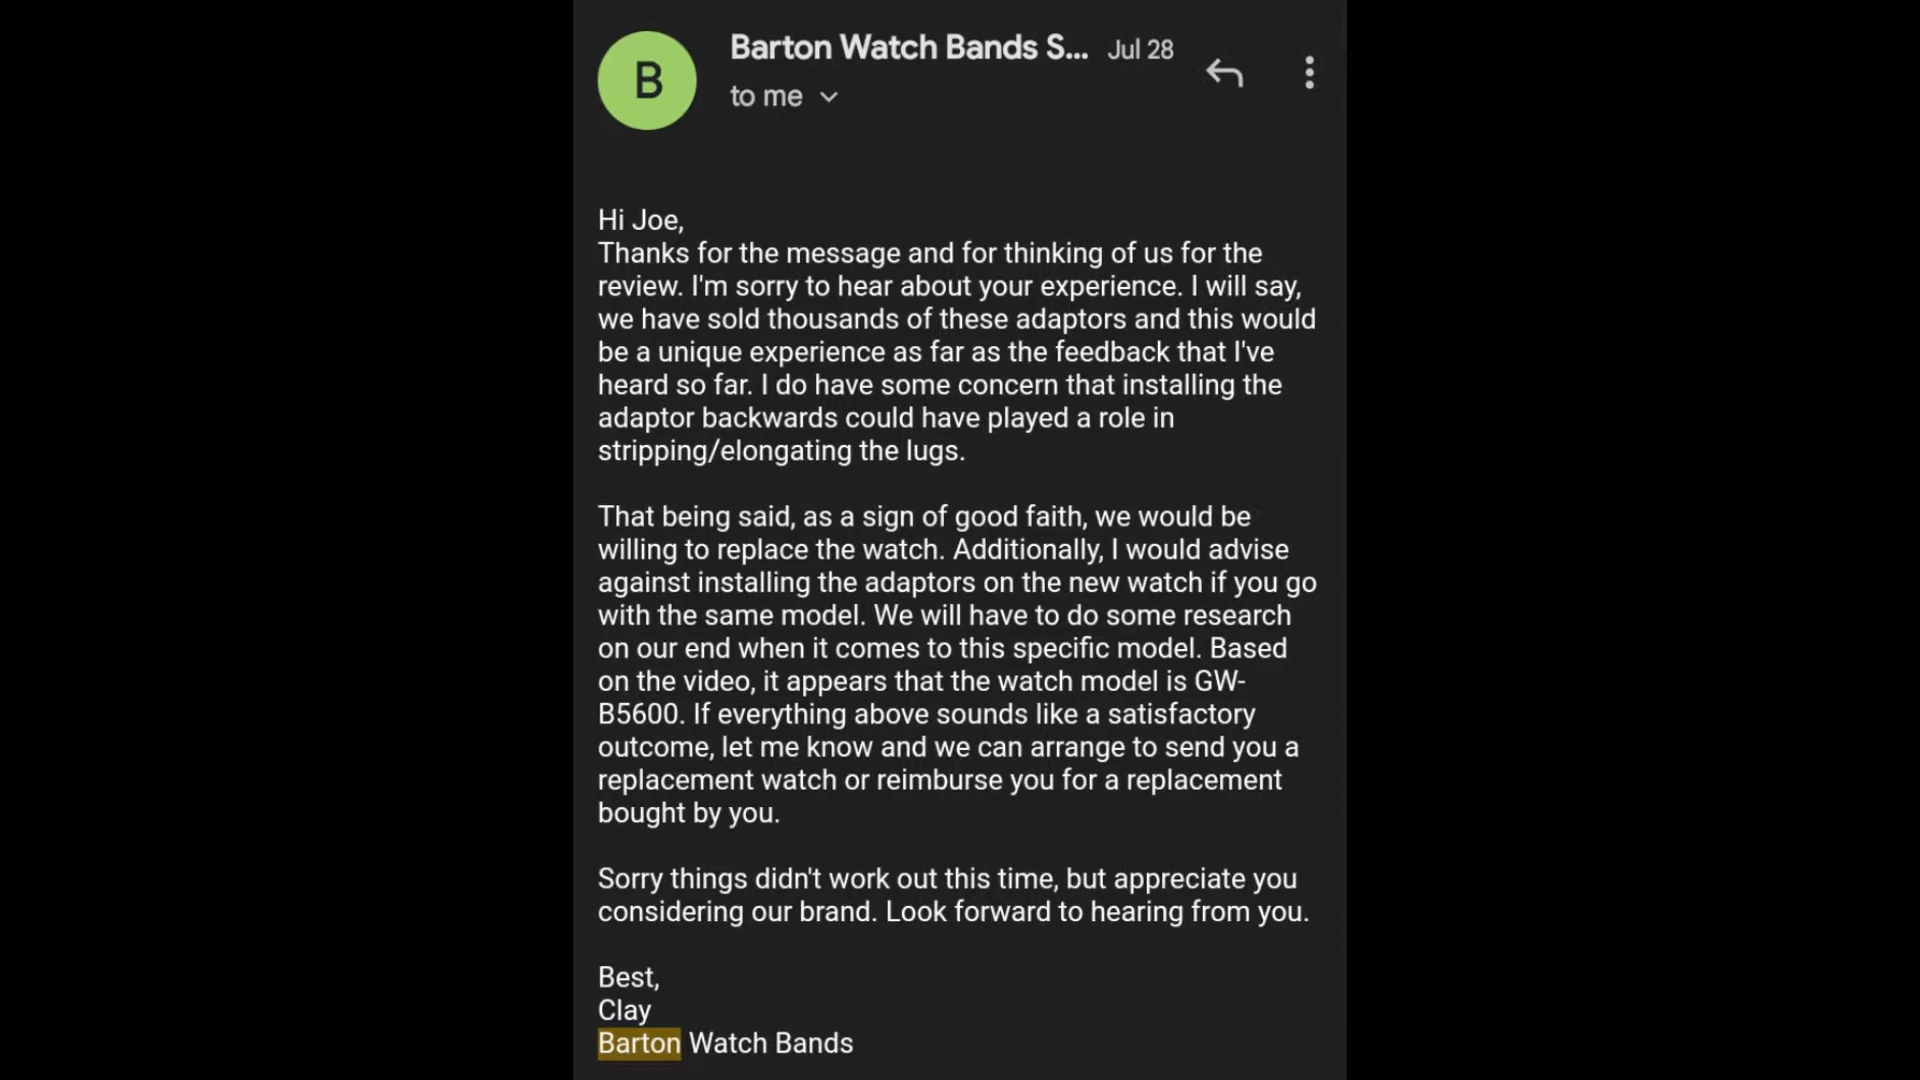 B
Barton Watch Bands S... Jul 28
to me
Hi Joe,
Thanks for the message and for thinking of us for the
review. I'm sorry to hear about your experience. I will say,
we have sold thousands of these adaptors and this would
be a unique experience as far as the feedback that I've
heard so far. I do have some concern that installing the
adaptor backwards could have played a role in
stripping/elongating the lugs.
That being said, as a sign of good faith, we would be
willing to replace the watch. Additionally, I would advise
against installing the adaptors on the new watch if you go
with the same model. We will have to do some research
on our end when it comes to this specific model. Based
on the video, it appears that the watch model is GW-
B5600. If everything above sounds like a satisfactory
outcome, let me know and we can arrange to send you a
replacement watch or reimburse you for a replacement
bought by you.
Sorry things didn't work out this time, but appreciate you
considering our brand. Look forward to hearing from you.
Best,
Clay
Barton Watch Bands